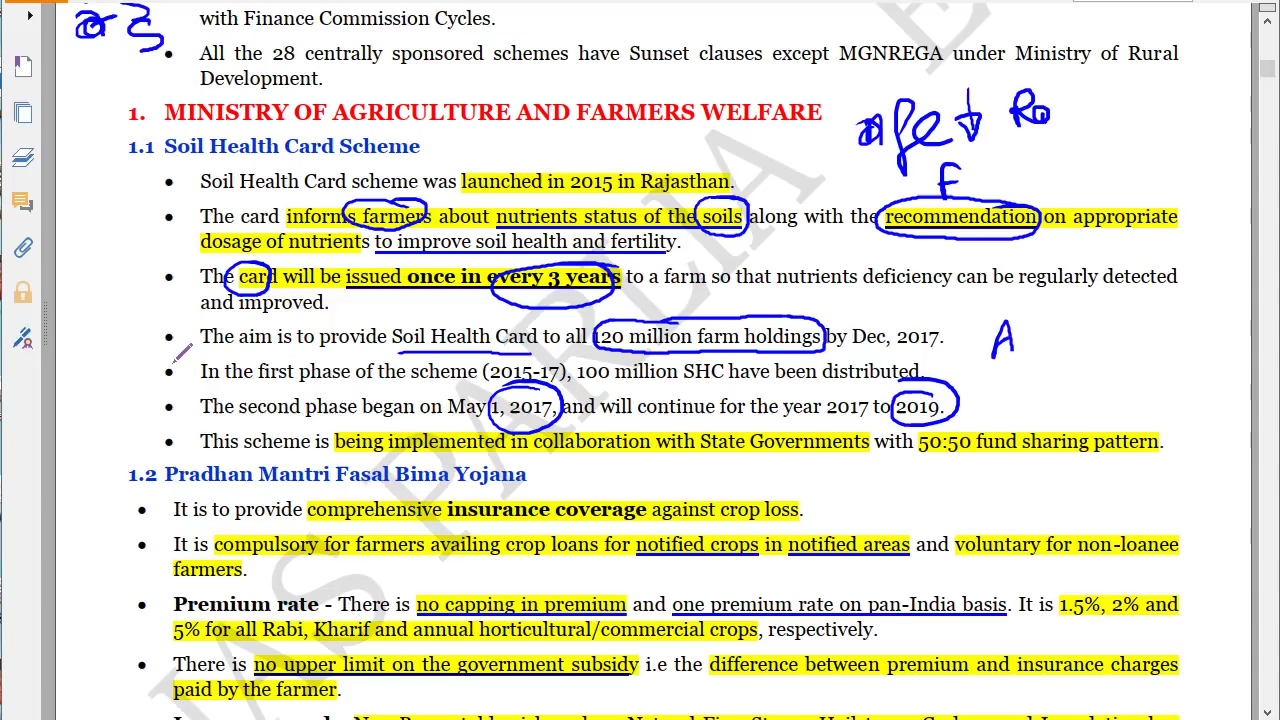 with Finance Commission Cycles.
• All the 28 centrally sponsored schemes have Sunset clauses except MGNREGA under Ministry of Rural
Development.
1. MINISTRY OF AGRICULTURE AND FARMERS WELFARE
1.1 Soil Health Card Scheme
• Soil Health Card scheme was launched in 2015 in Rajasthan.
• The card informs farmers about nutrients status of the soils along with the recommendation on appropriate
dosage of nutrients to improve soil health and fertility.
• The card will be issued once in every 3 years to a farm so that nutrients deficiency can be regularly detected
and improved.
• The aim is to provide Soil Health Card to all 120 million farm holdings by Dec, 2017.
• In the first phase of the scheme (2015-17), 100 million SHC have been distributed.
• The second phase began on May 1, 2017, and will continue for the year 2017 to 2019.
• This scheme is being implemented in collaboration with State Governments with 50:50 fund sharing pattern.
1.2 Pradhan Mantri Fasal Bima Yojana
• It is to provide comprehensive insurance coverage against crop loss.
• It is compulsory for farmers availing crop loans for notified crops in notified areas and voluntary for non-loanee
farmers.
• Premium rate - There is no capping in premium and one premium rate on pan-India basis. It is 1.5%, 2% and
5% for all Rabi, Kharif and annual horticultural/commercial crops, respectively.
• There is no upper limit on the government subsidy i.e the difference between premium and insurance charges
paid by the farmer.
F
A
IAS PARLIA